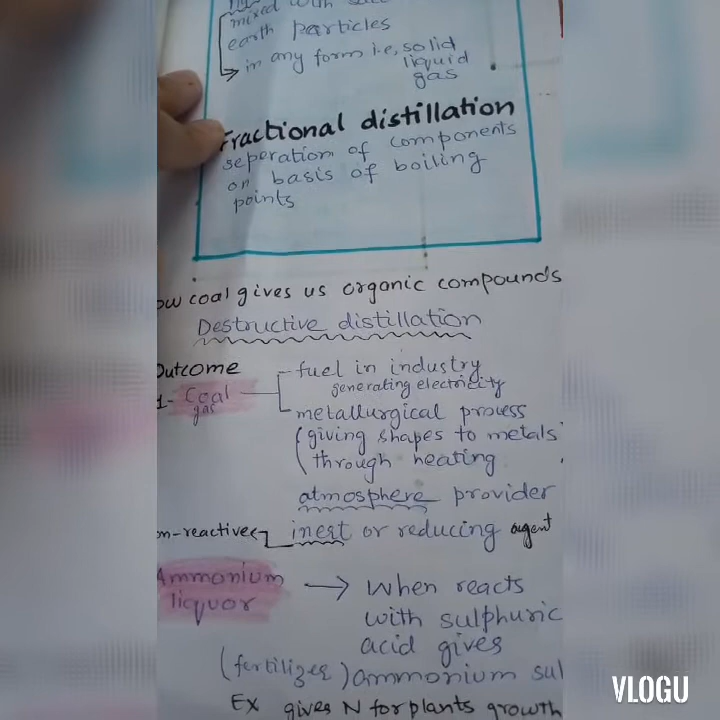 mixed with
earth particles
→ in any form i.e, solid
liquid
gas
Fractional distillation
seperation of components
on basis of boiling
points
ow coal gives us organic compounds
Destructive distillation
Outcome
fuel in industry
generating electricity
1- Coal
gas
metallurgical process
(giving shapes to metals
through heating
atmosphere provider
on-reactive
inert or reducing agent
Ammonium
liquor
→ When reacts
with sulphuric
acid gives
(fertilizer) ammonium sul
Ex gives N for plants growth
VLOGU